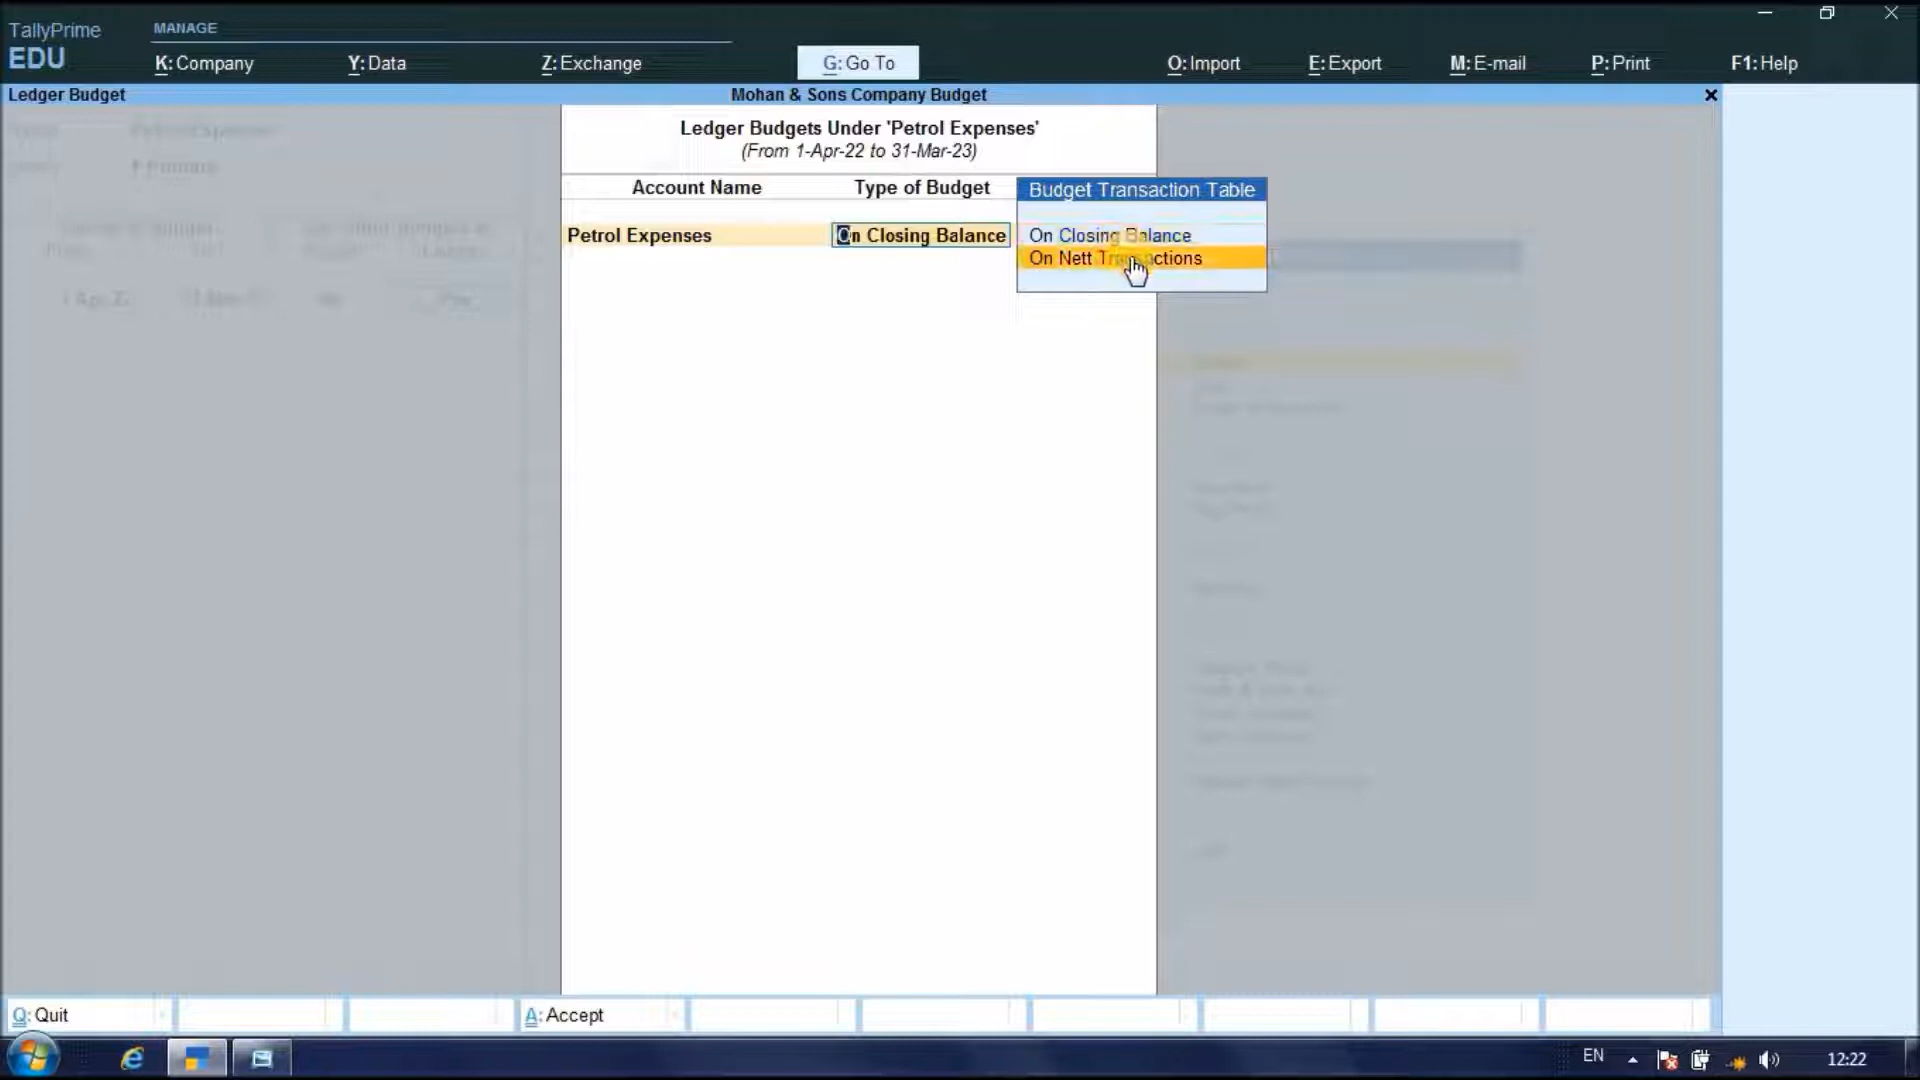 TallyPrime
EDU
MANAGE
K: Company
Y: Data
Z: Exchange
G: Go To
O: Import
E: Export
M: E-mail
P: Print
F1: Help
Ledger Budget
Mohan & Sons Company Budget
Ledger Budgets Under 'Petrol Expenses'
(From 1-Apr-22 to 31-Mar-23)
Account Name
Type of Budget
Budget Transaction Table
Petrol Expenses
On Closing Balance
On Closing Balance
On Nett Transactions
Q: Quit
A: Accept
EN
12:22